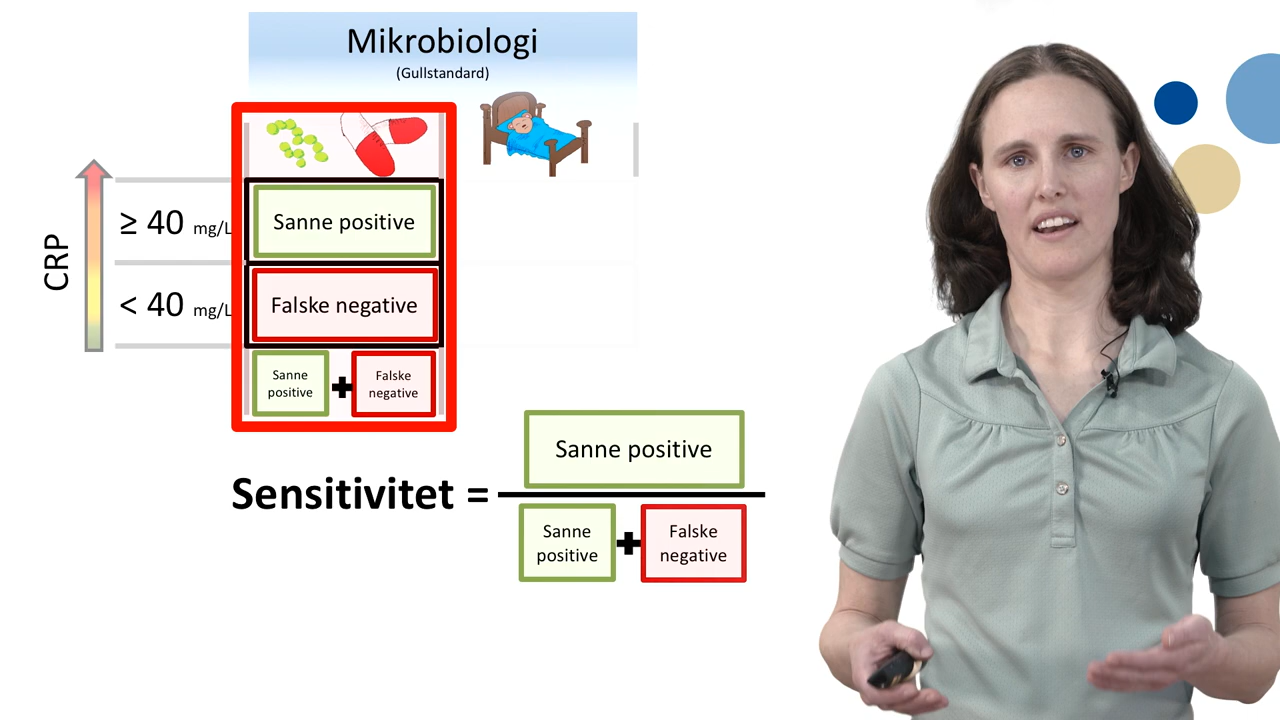 Mikrobiologi
(Gullstandard)
CRP
≥ 40 mg/L
Sanne positive
< 40 mg/L
Falske negative
Sanne
positive
Falske
negative
Sensitivitet =
Sanne positive
Sanne
positive
Falske
negative